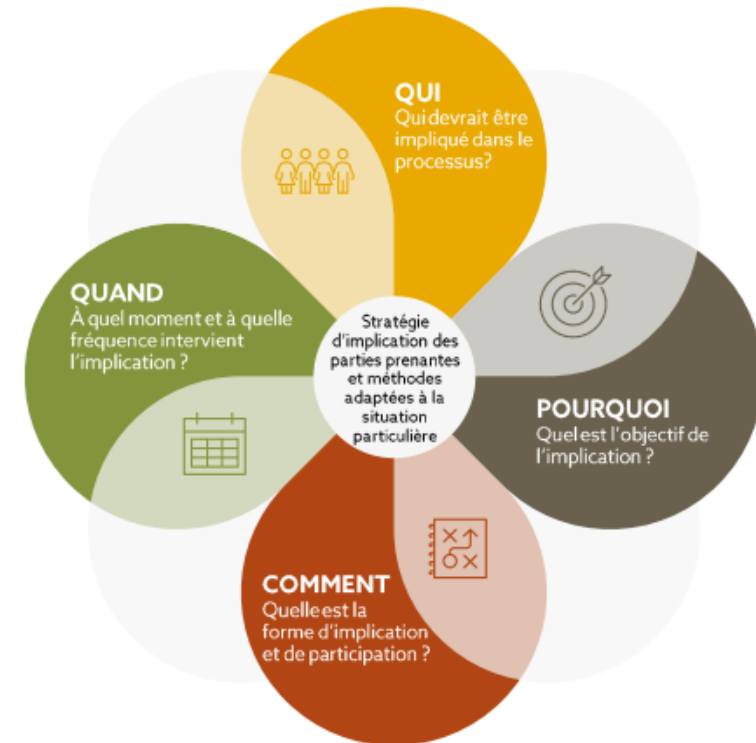 QUI
Qui devrait être
impliqué dans le
processus?
QUAND
À quel moment et à quelle
fréquence intervient
l'implication ?
Stratégie
d'implication des
parties prenantes
et méthodes
adaptées à la
situation
particulière
POURQUOI
Quel est l'objectif de
l'implication ?
COMMENT
Quelle est la
forme d'implication
et de participation ?